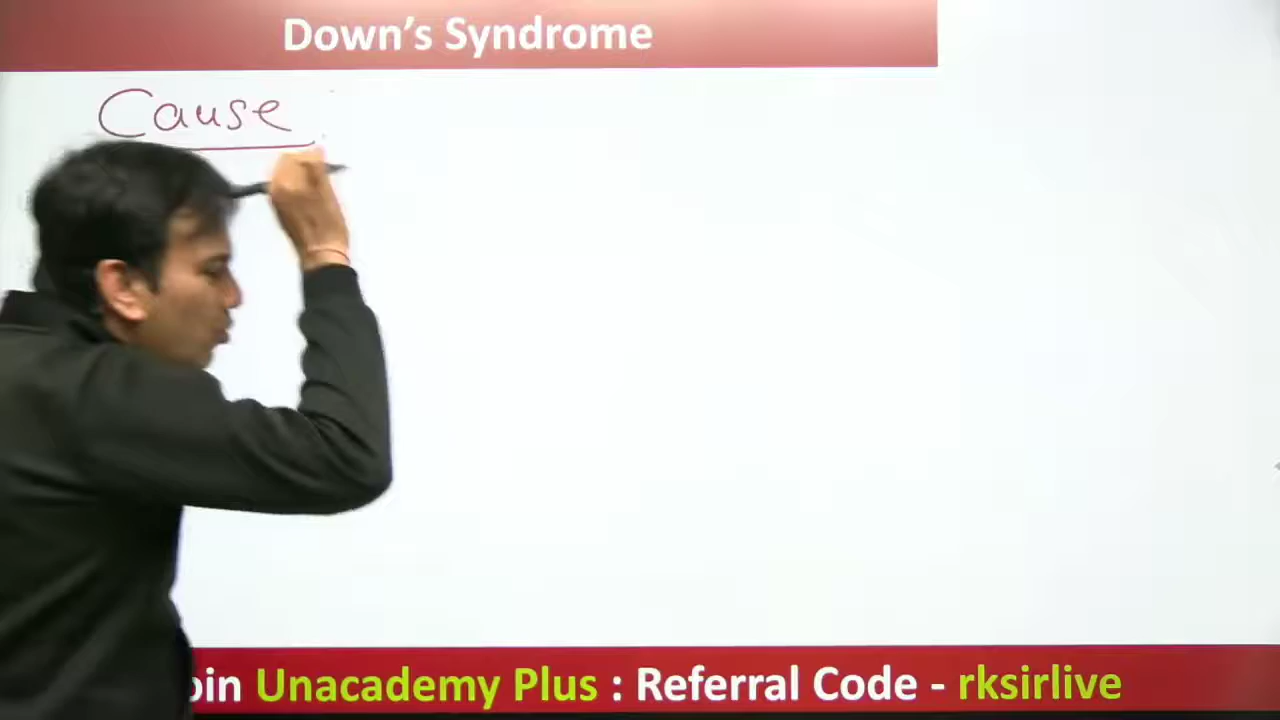 Down's Syndrome
Cause
oin Unacademy Plus : Referral Code - rksirlive